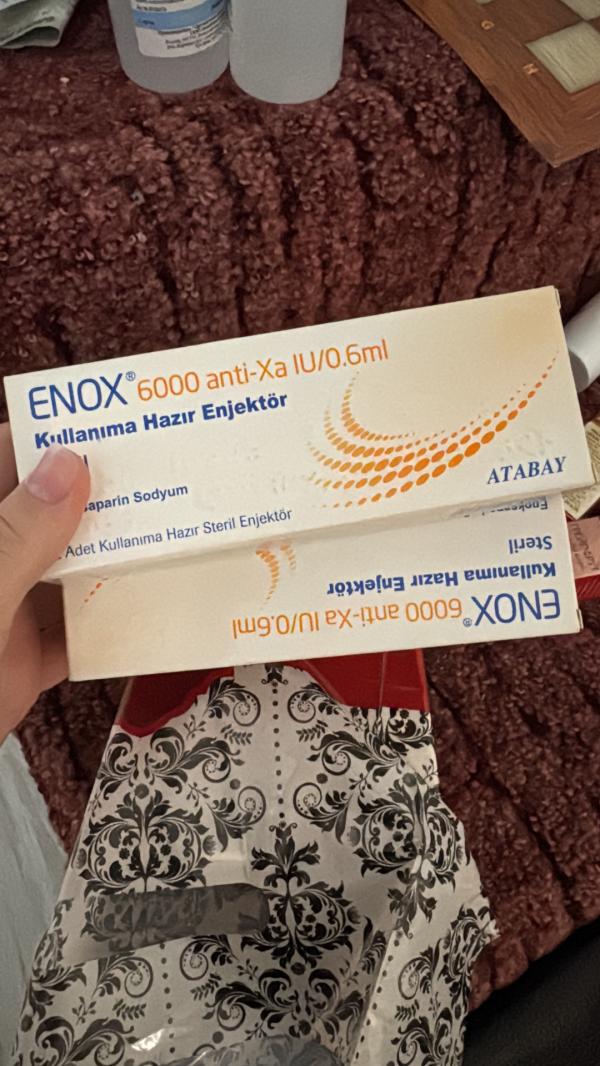 ENOX® 6000 anti-Xa IU/0.6ml
Kullanıma Hazır Enjektör
Sodyum
Adet Kullanıma Hazır Steril Enjektör
ATABAY
ENOX® 6000 anti-Xa IU/0.6ml
Kullanıma Hazır Enjektör
Steril
G
H